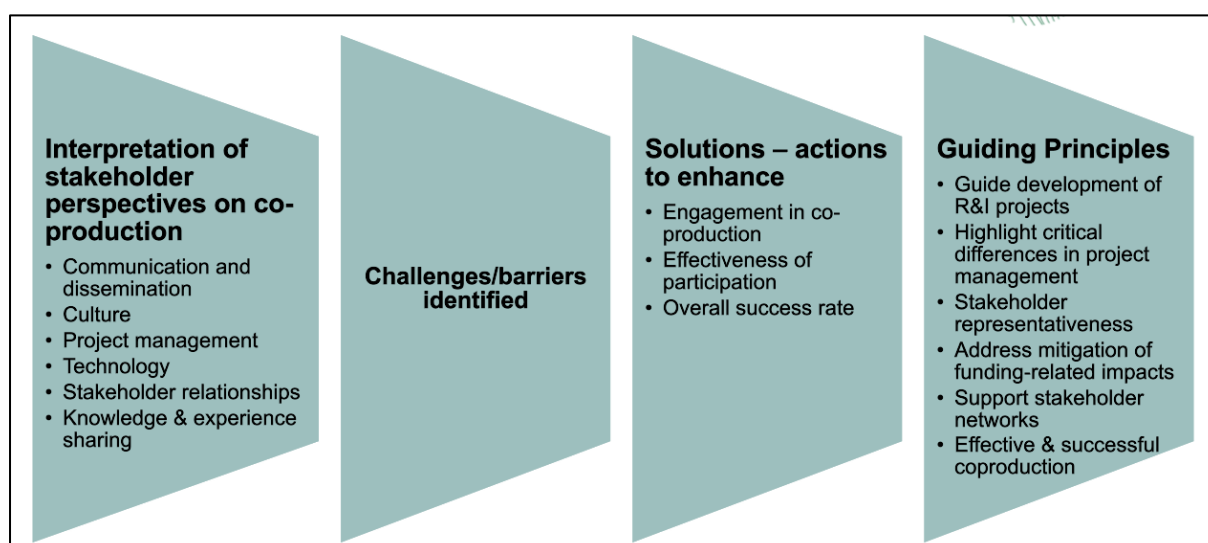 Interpretation of
stakeholder
perspectives on co-
production
• Communication and
dissemination
• Culture
• Project management
• Technology
• Stakeholder relationships
• Knowledge & experience
sharing
Challenges/barriers
identified
Solutions – actions
to enhance
• Engagement in co-
production
• Effectiveness of
participation
• Overall success rate
Guiding Principles
• Guide development of
R&I projects
• Highlight critical
differences in project
management
• Stakeholder
representativeness
• Address mitigation of
funding-related impacts
• Support stakeholder
networks
• Effective & successful
coproduction